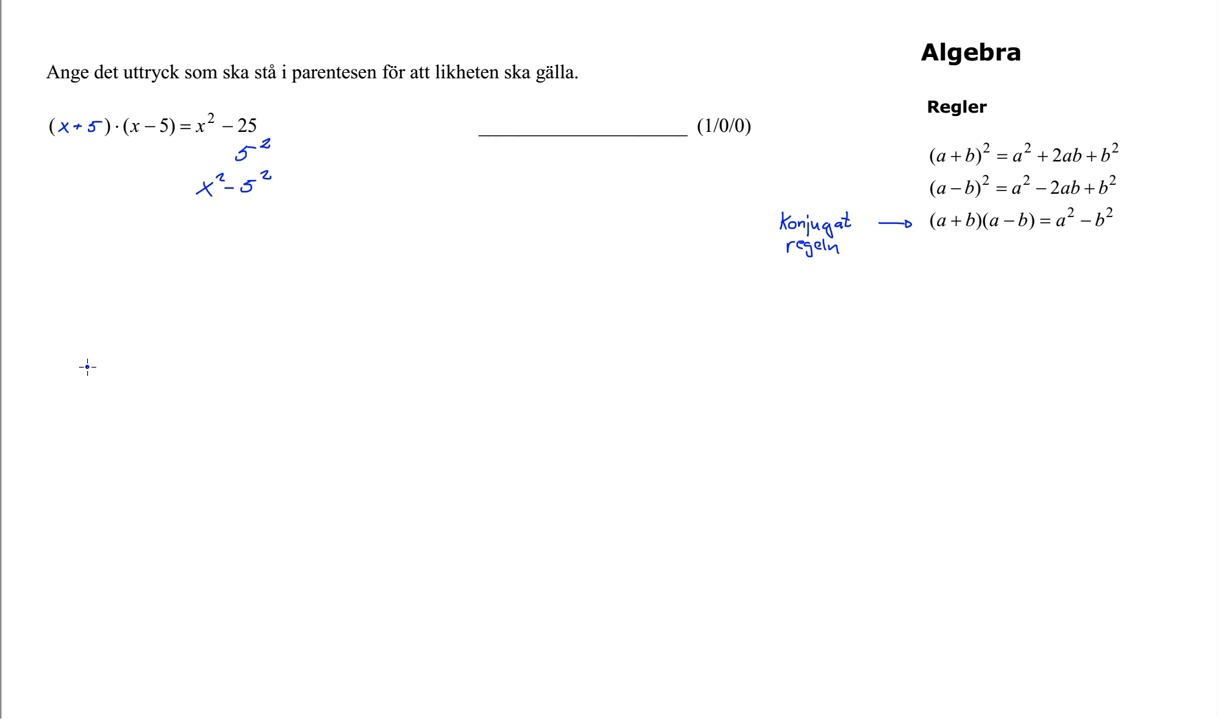 Ange det uttryck som ska stå i parentesen för att likheten ska gälla.
(x + 5) · (x − 5) = x² − 25 ____________________ (1/0/0)
5²
x² − 5²
Algebra
Regler
(a + b)² = a² + 2ab + b²
(a − b)² = a² − 2ab + b²
Konjugat → (a + b)(a − b) = a² − b²
regeln